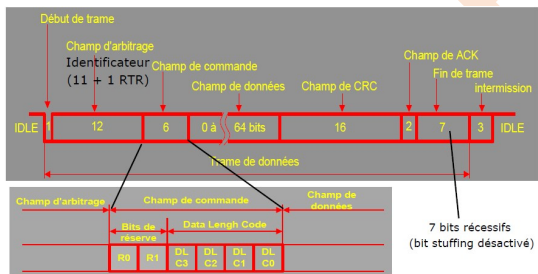 Début de trame
Champ d'arbitrage
Identificateur
(11 + 1 RTR)
Champ de commande
Champ de données
Champ de CRC
Champ de ACK
Fin de trame
intermission
IDLE 1 12 6 0 à 64 bits 16 2 7 3 IDLE
Trame de données
Champ d'arbitrage Champ de commande Champ de
données
Bits de
réserve
Data Lengh Code
R0 R1 DL
C3 DL
C2 DL
C1 DL
C0
7 bits récessifs
(bit stuffing désactivé)